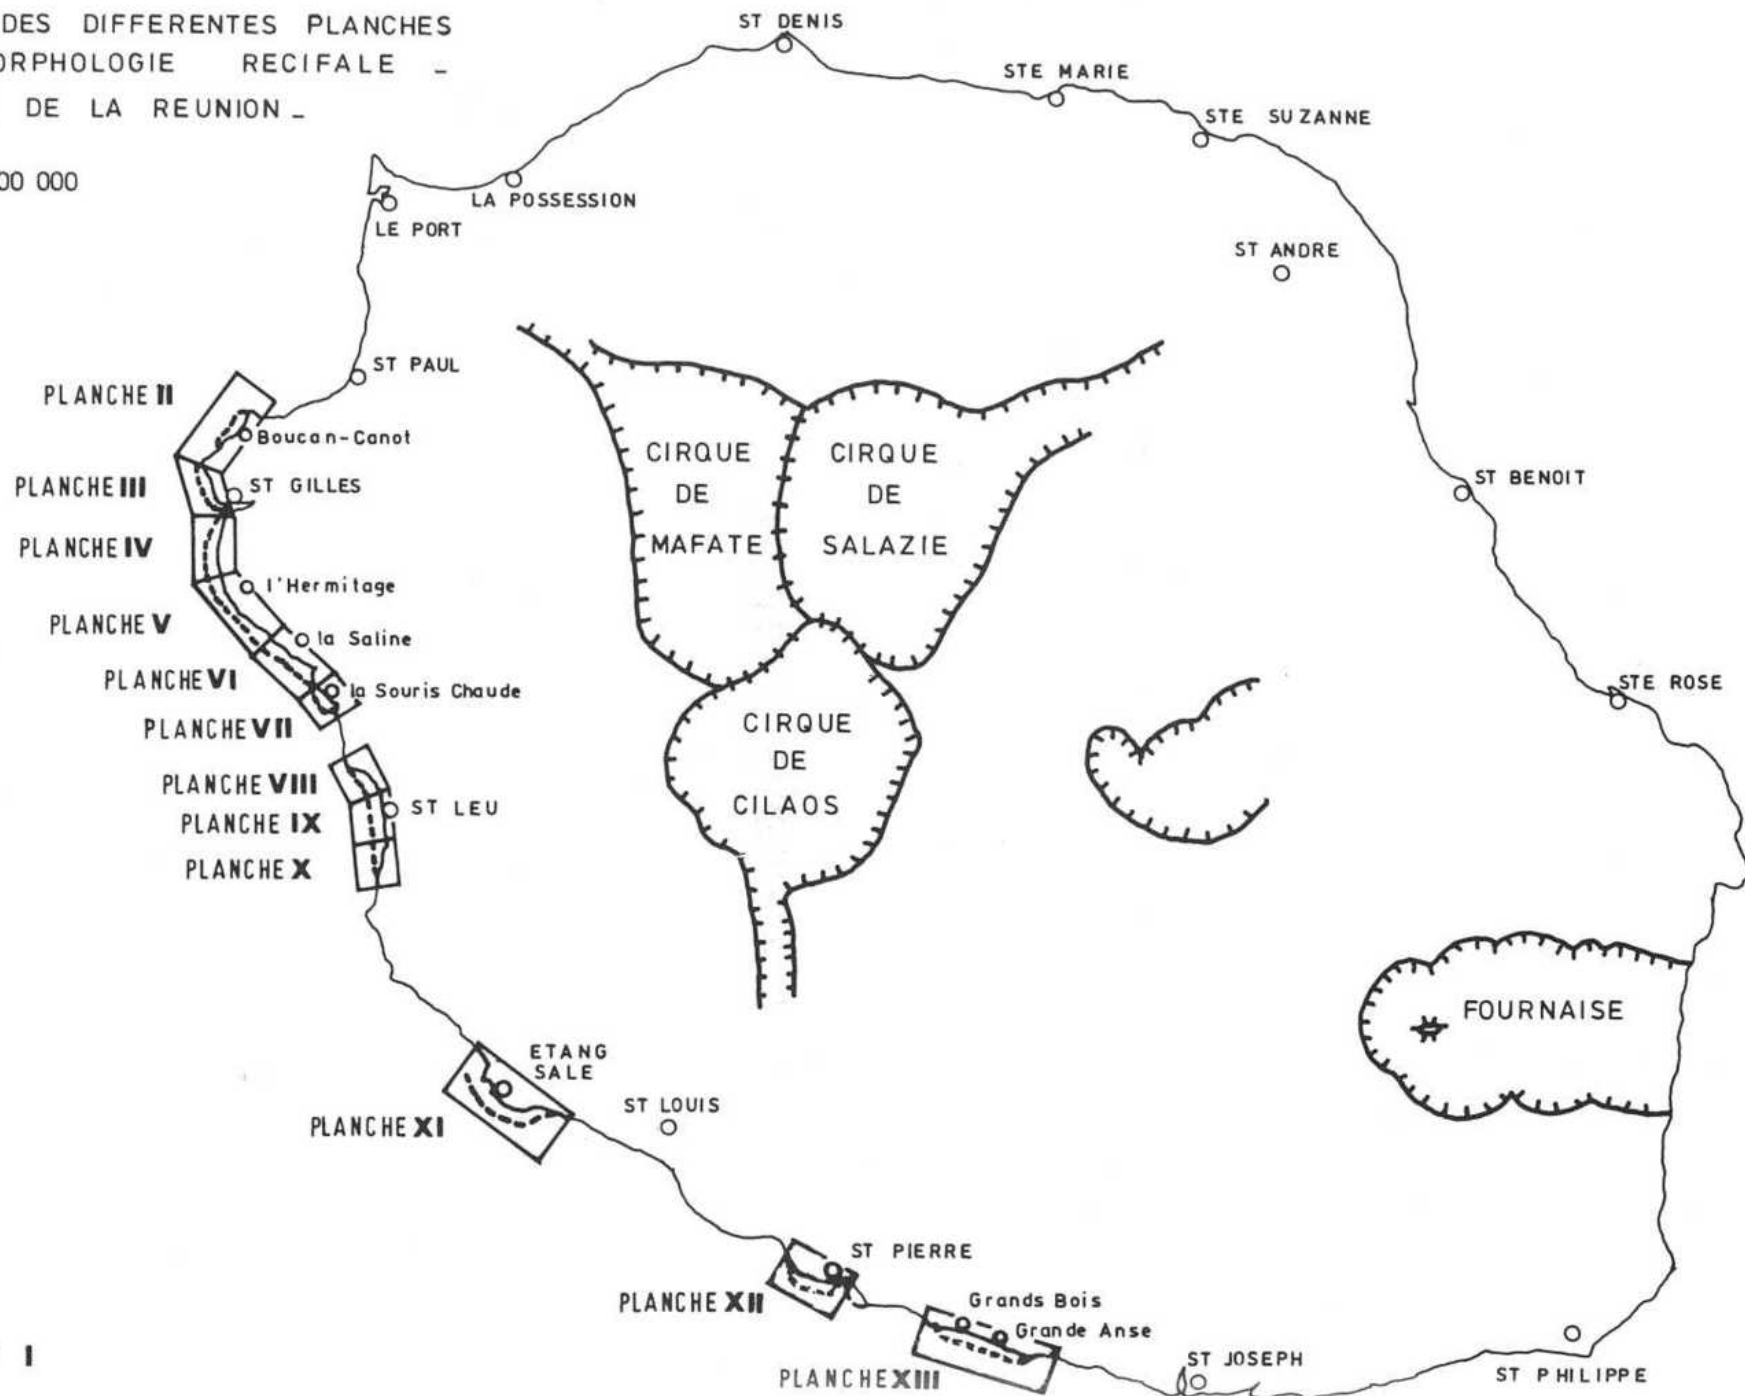 DES DIFFERENTES PLANCHES
ORPHOLOGIE RECIFALE _
DE LA REUNION _
00 000
ST DENIS
STE MARIE
STE SUZANNE
LA POSSESSION
LE PORT
ST ANDRE
ST PAUL
PLANCHE II
Boucan-Canot
CIRQUE
DE
MAFATE
CIRQUE
DE
SALAZIE
ST BENOIT
PLANCHE III
ST GILLES
PLANCHE IV
l'Hermitage
PLANCHE V
la Saline
PLANCHE VI
la Souris Chaude
STE ROSE
PLANCHE VII
CIRQUE
DE
CILAOS
PLANCHE VIII
ST LEU
PLANCHE IX
PLANCHE X
FOURNAISE
ETANG
SALE
ST LOUIS
PLANCHE XI
ST PIERRE
PLANCHE XII
Grands Bois
Grande Anse
PLANCHE XIII
ST JOSEPH
ST PHILIPPE
I